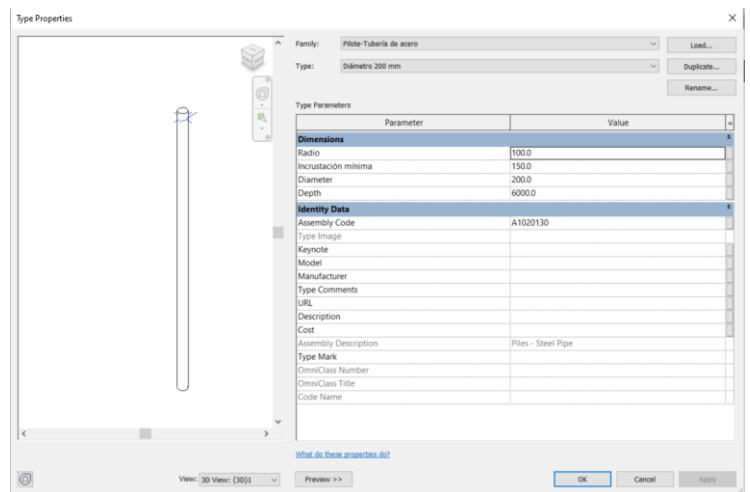 Type Properties
Family: Pilote-Tubería de acero Load...
Type: Diámetro 200 mm Duplicate...
Rename...
Type Parameters
Parameter Value =
Dimensions
Radio 100.0
Incrustación mínima 150.0
Diameter 200.0
Depth 6000.0
Identity Data
Assembly Code A1020130
Type Image
Keynote
Model
Manufacturer
Type Comments
URL
Description
Cost
Assembly Description Piles - Steel Pipe
Type Mark
OmniClass Number
OmniClass Title
Code Name
What do these properties do?
View: 3D View: {3D}1 Preview >> OK Cancel Apply